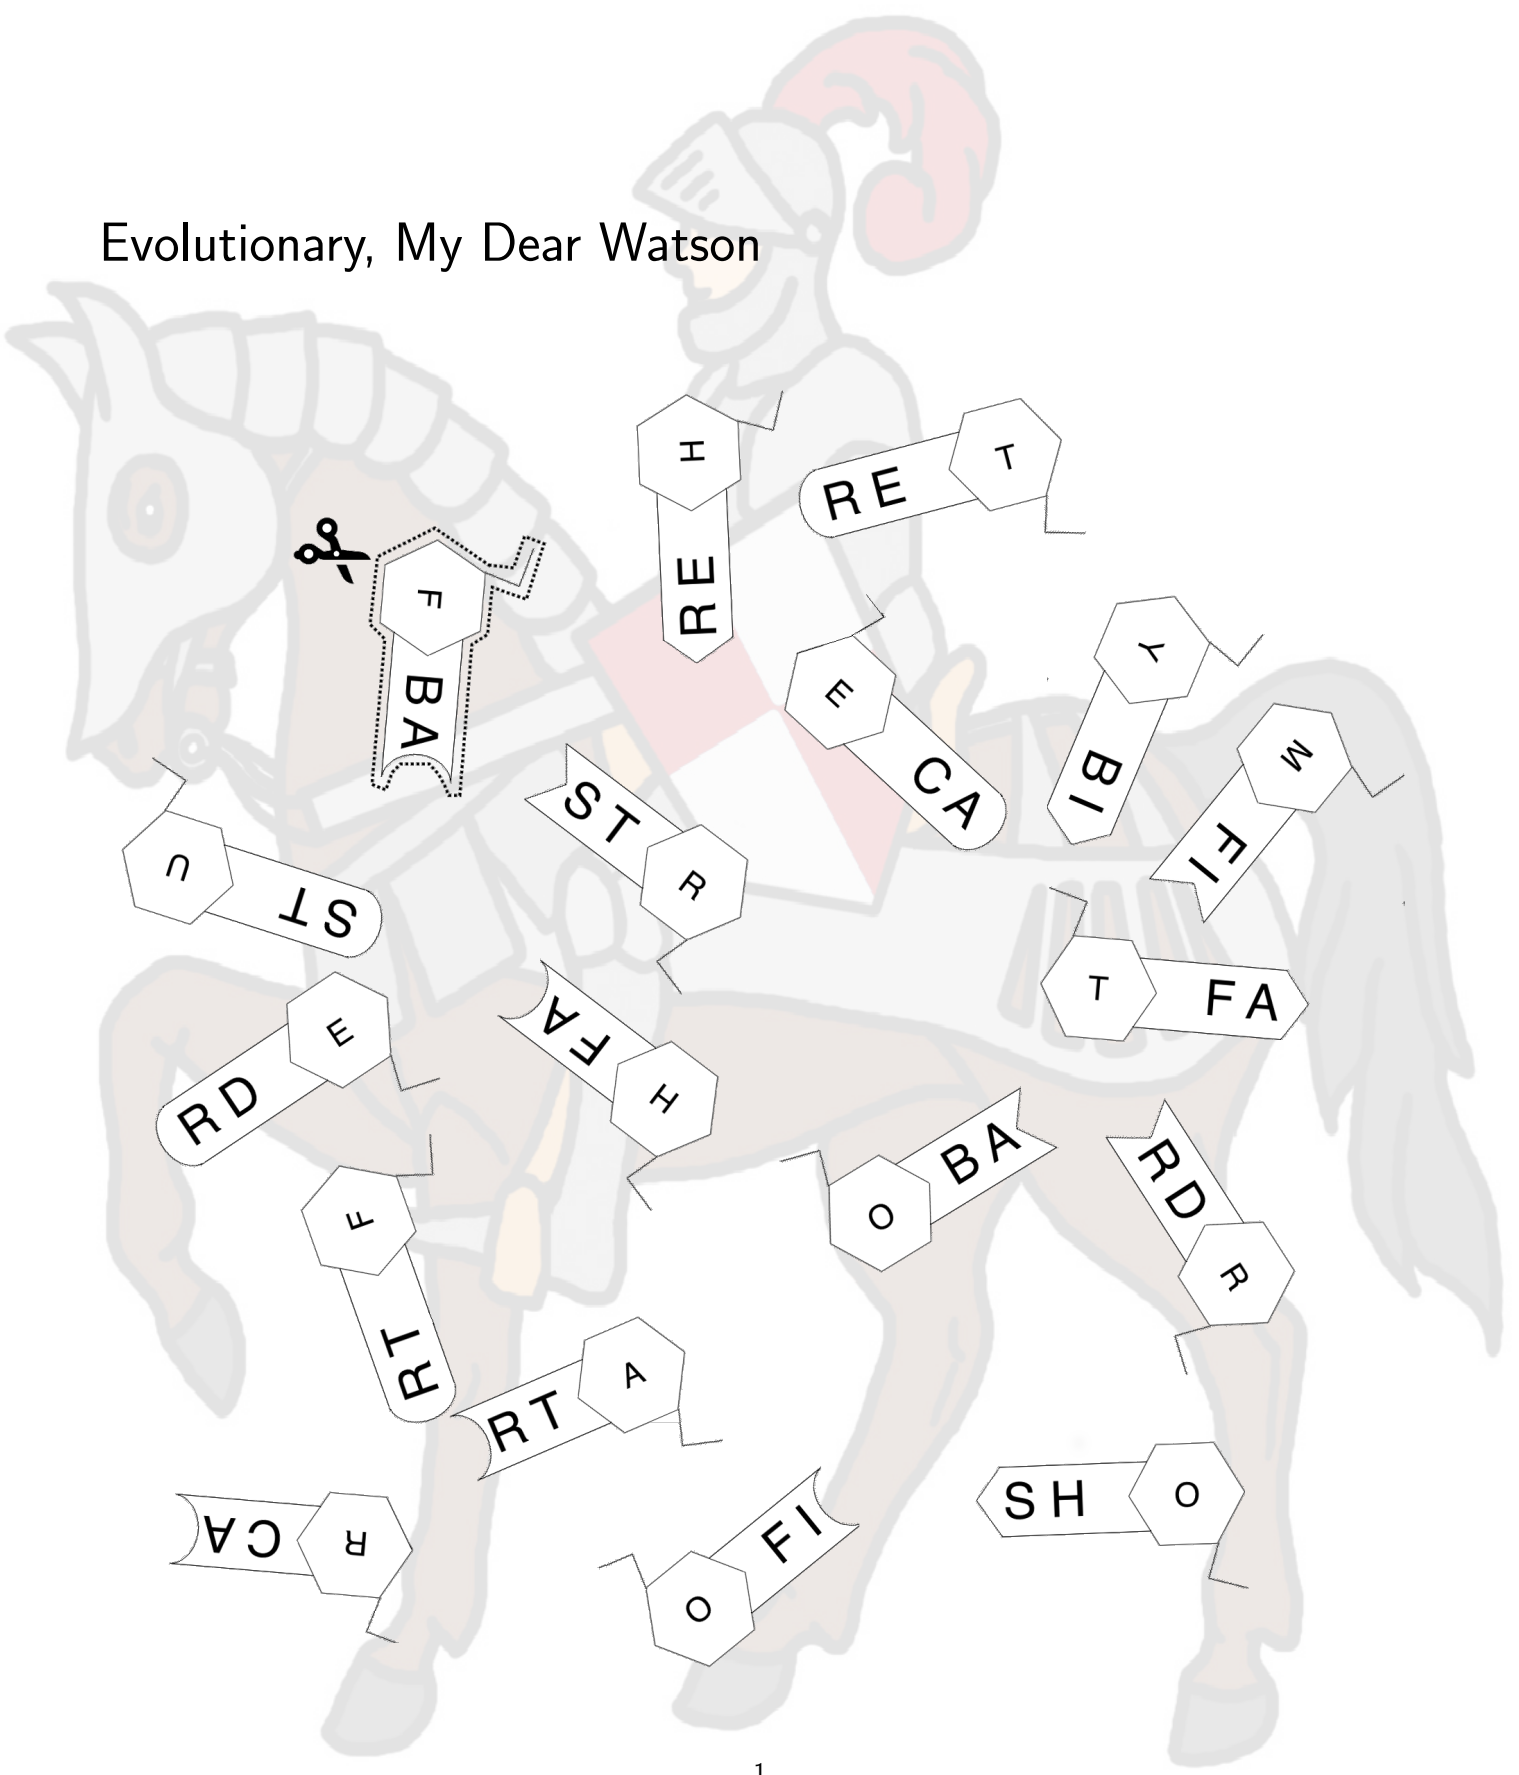 Evolutionary, My Dear Watson
H
RE
RE T
F
BA
E
CA
Y
BI
M
FI
ST
R
U
ST
T FA
E
RD
FA
H
BA
O
RD
R
F
RT
RT A
CA R
FI
O
SH O
1